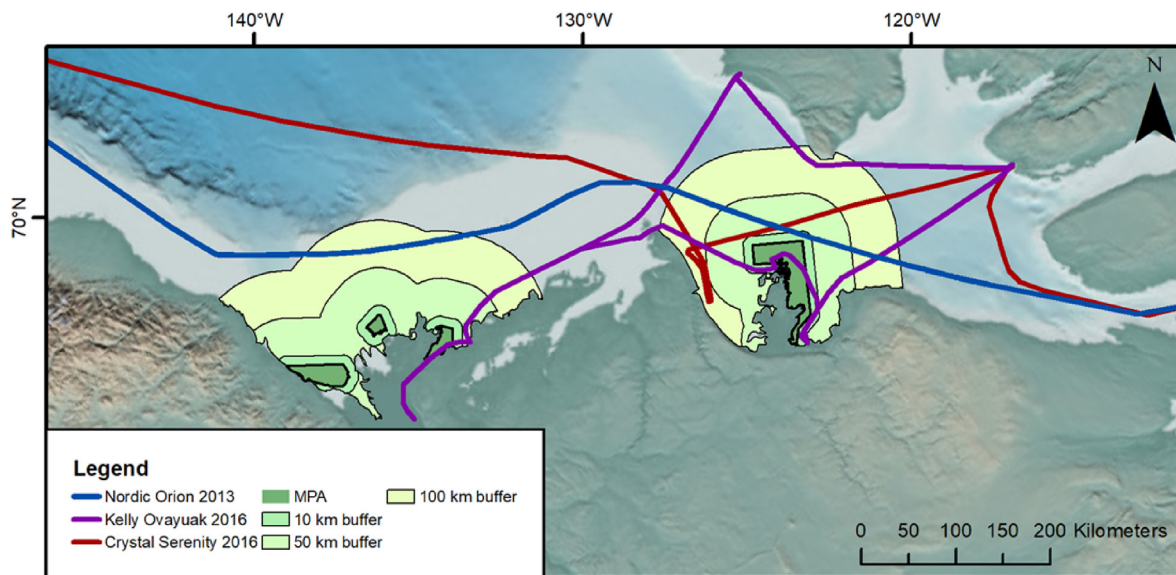 140°W 130°W 120°W
N
70°N
Legend
Nordic Orion 2013 MPA 100 km buffer
Kelly Ovayuak 2016 10 km buffer
Crystal Serenity 2016 50 km buffer
0 50 100 150 200 Kilometers